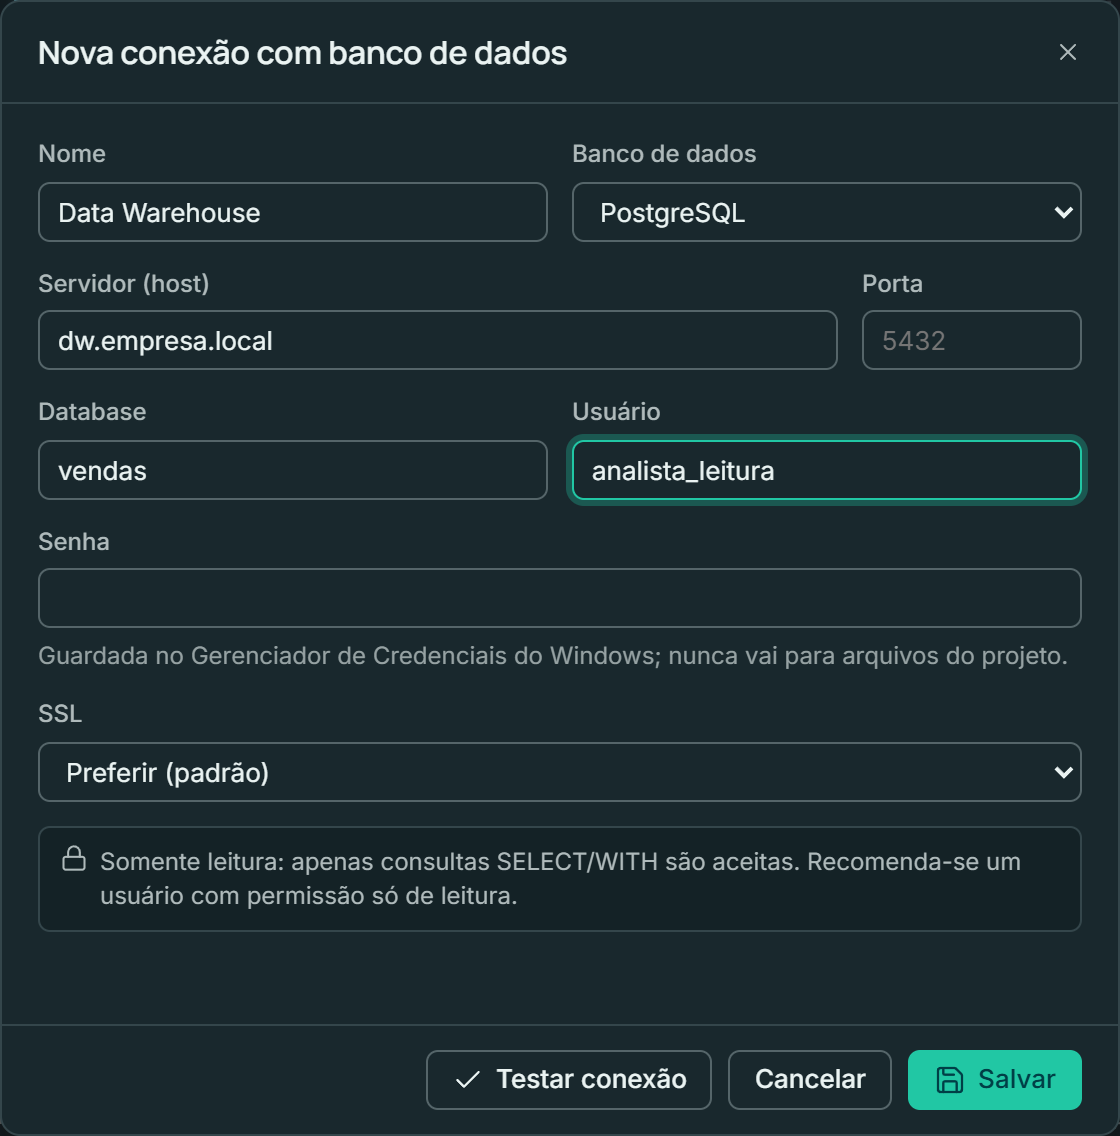 Nova conexão com banco de dados
Nome
Banco de dados
Data Warehouse
PostgreSQL
Servidor (host)
Porta
dw.empresa.local
5432
Database
Usuário
vendas
analista_leitura
Senha
Guardada no Gerenciador de Credenciais do Windows; nunca vai para arquivos do projeto.
SSL
Preferir (padrão)
Somente leitura: apenas consultas SELECT/WITH são aceitas. Recomenda-se um
usuário com permissão só de leitura.
Testar conexão
Cancelar
Salvar